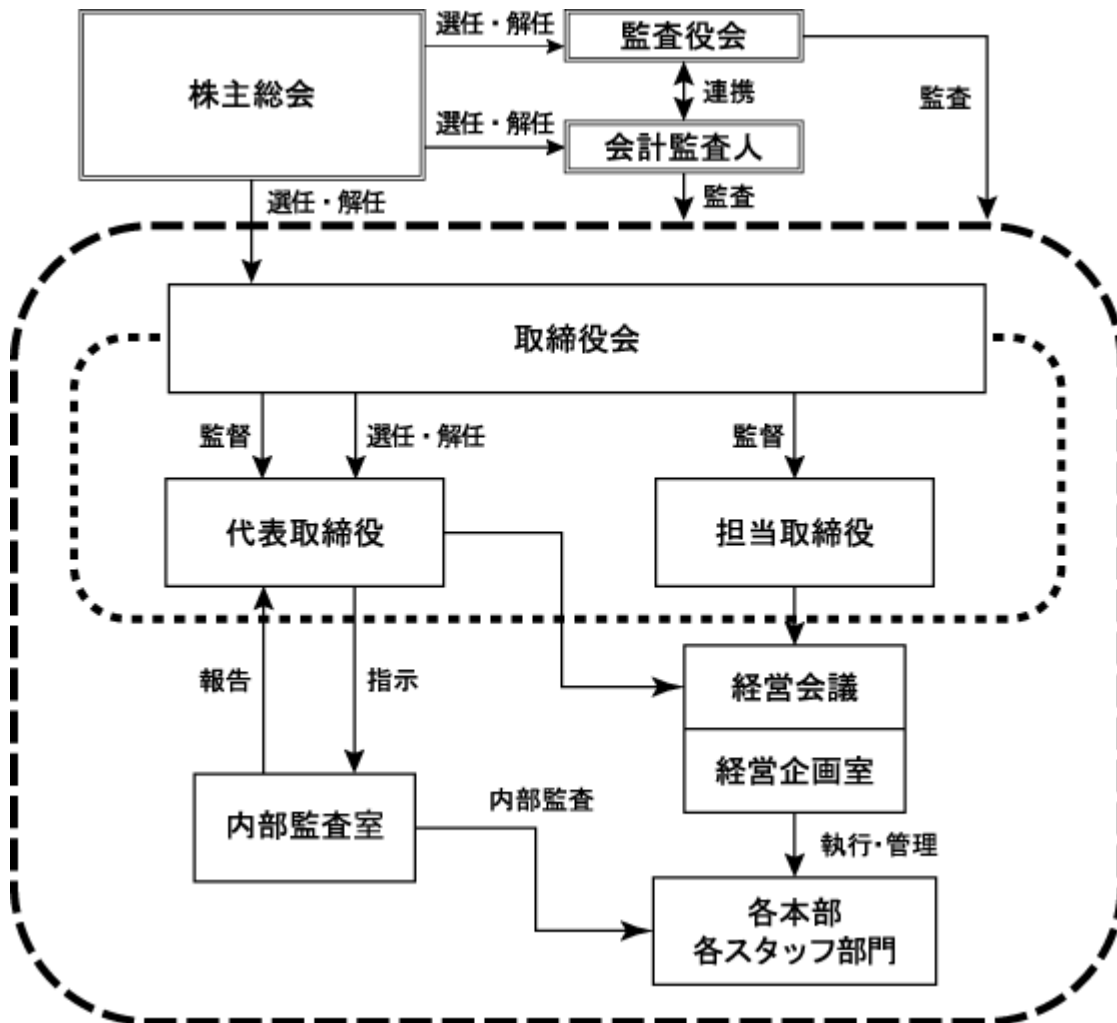 選任・解任
監査役会
株主総会
連携
監査
選任・解任
会計監査人
選任・解任
監査
取締役会
監督
選任・解任
監督
代表取締役
担当取締役
報告
指示
経営会議
経営企画室
内部監査室
内部監査
執行・管理
各本部
各スタッフ部門